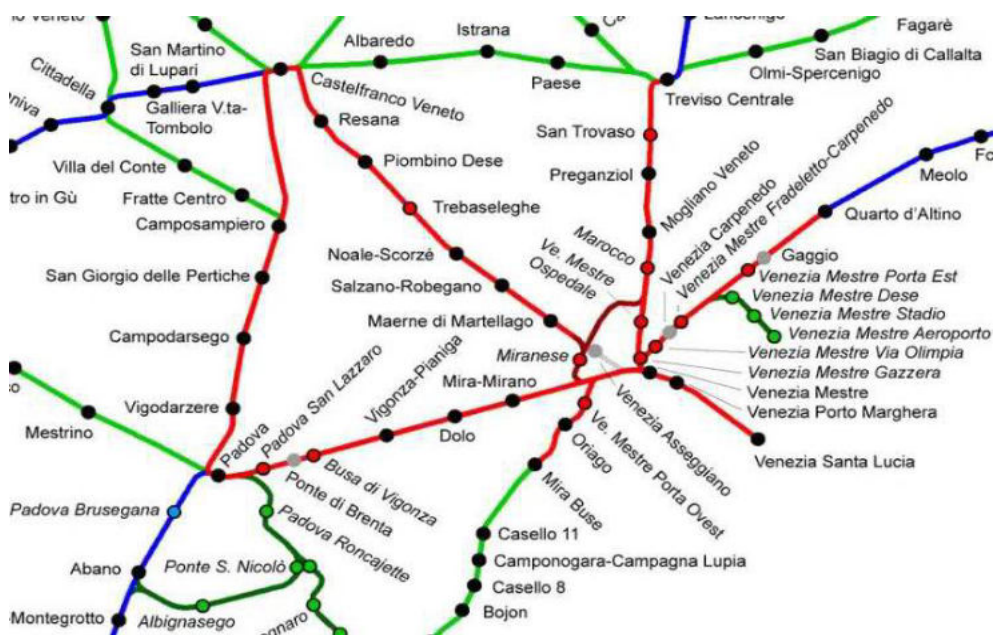 Fagarè
Istrana
San Biagio di Callalta
Albaredo
Olmi-Spercenigo
San Martino
di Lupari
Paese
Cittadella
Castelfranco Veneto
Treviso Centrale
Galliera V.ta-
Tombolo
Resana
San Trovaso
Villa del Conte
Piombino Dese
Preganziol
Meolo
Fratte Centro
Trebaseleghe
Mogliano Veneto
Venezia Carpenedo
Venezia Mestre Fradeletto-Carpenedo
Quarto d'Altino
Camposampiero
Marocco
Ve. Mestre
Ospedale
Noale-Scorzè
Gaggio
San Giorgio delle Pertiche
Salzano-Robegano
Venezia Mestre Porta Est
Venezia Mestre Dese
Maerne di Martellago
Venezia Mestre Stadio
Campodarsego
Venezia Mestre Aeroporto
Miranese
Venezia Mestre Via Olimpia
Venezia Mestre Gazzera
Mira-Mirano
Venezia Mestre
Vigodarzere
Vigonza-Pianiga
Venezia Porto Marghera
Mestrino
Padova
Padova San Lazzaro
Dolo
Venezia Asseggiano
Oriago
Venezia Santa Lucia
Busa di Vigonza
Ponte di Brenta
Ve. Mestre Porta Ovest
Mira Buse
Padova Brusegana
Padova Roncajette
Casello 11
Abano
Ponte S. Nicolò
Camponogara-Campagna Lupia
Casello 8
-Montegrotto
Albignasego
Bojon